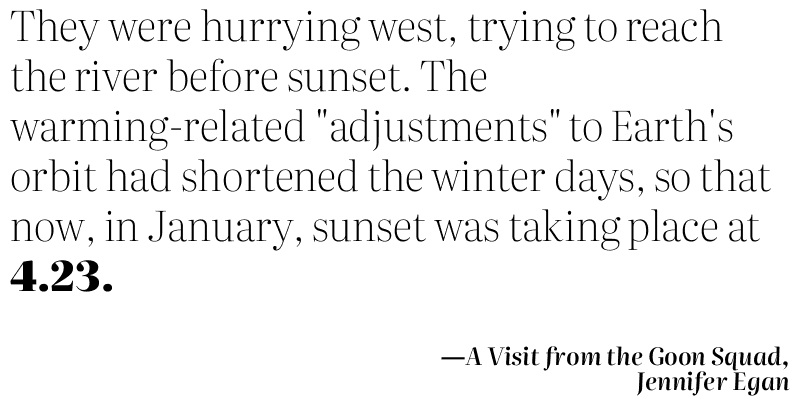 They were hurrying west, trying to reach
the river before sunset. The
warming-related "adjustments" to Earth's
orbit had shortened the winter days, so that
now, in January, sunset was taking place at
4.23.
—A Visit from the Goon Squad,
Jennifer Egan